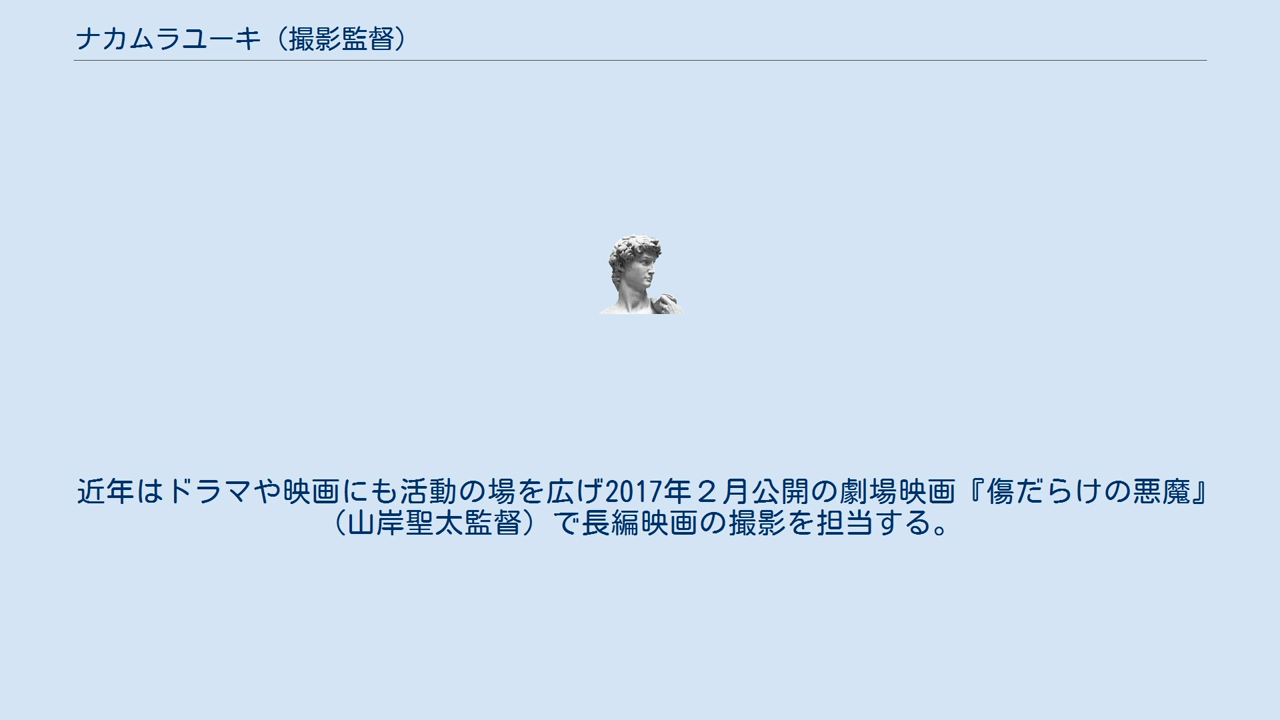 ナカムラユーキ（撮影監督）
近年はドラマや映画にも活動の場を広げ2017年２月公開の劇場映画『傷だらけの悪魔』
（山岸聖太監督）で長編映画の撮影を担当する。